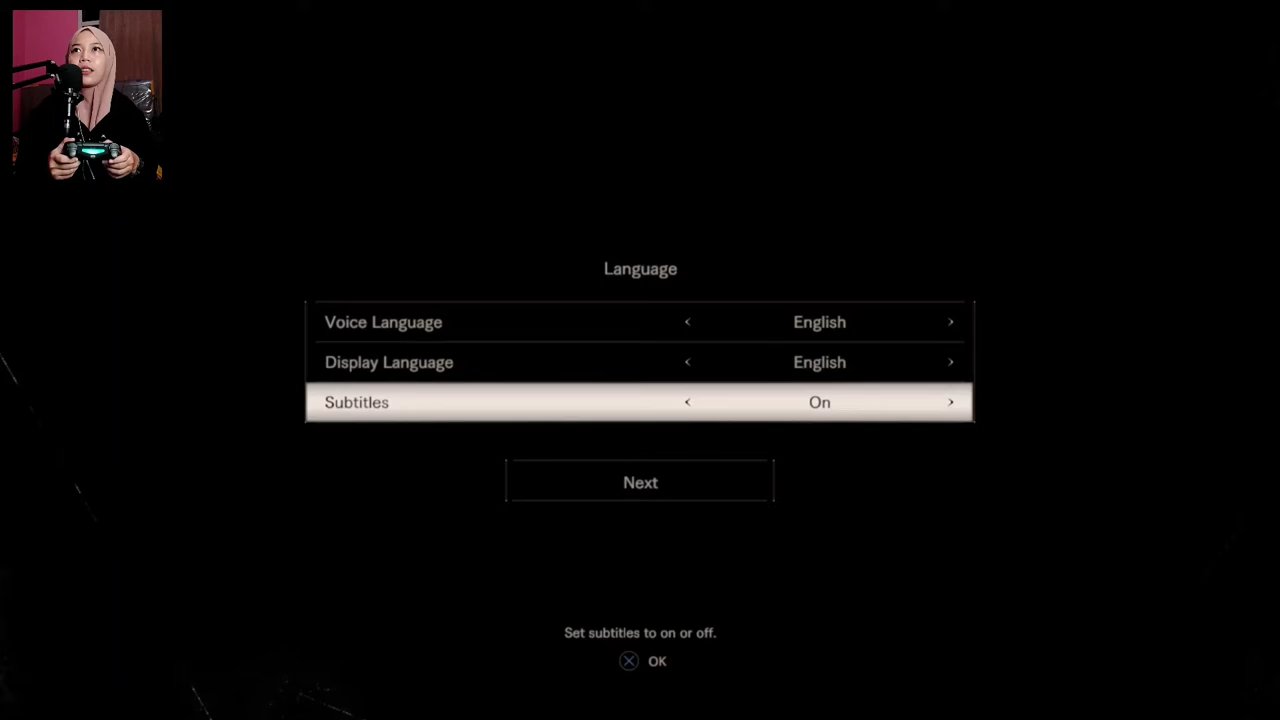 Language
Voice Language < English >
Display Language < English >
Subtitles < On >
Next
Set subtitles to on or off.
OK